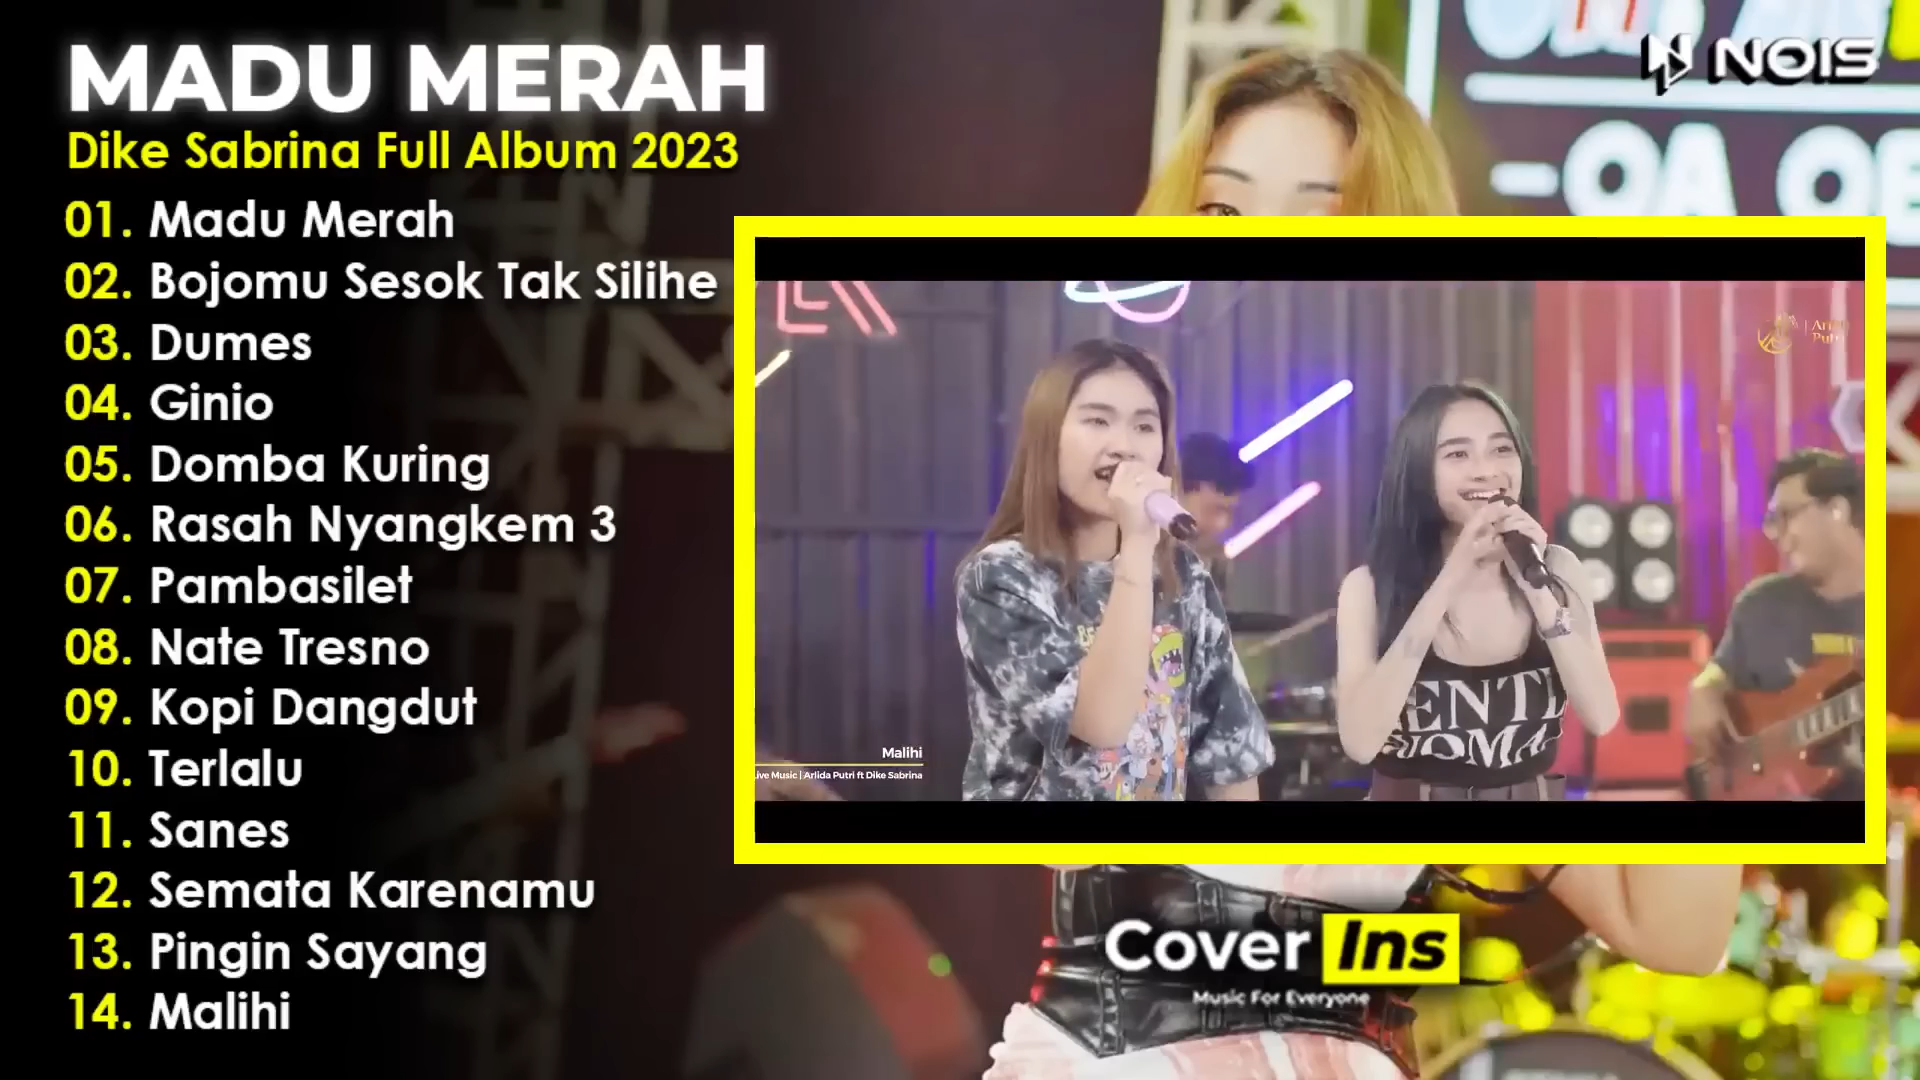 MADU MERAH
Dike Sabrina Full Album 2023
01. Madu Merah
02. Bojomu Sesok Tak Silihe
03. Dumes
04. Ginio
05. Domba Kuring
06. Rasah Nyangkem 3
07. Pambasilet
08. Nate Tresno
09. Kopi Dangdut
10. Terlalu
11. Sanes
12. Semata Karenamu
13. Pingin Sayang
14. Malihi
NOIS
-QA
Malihi
Live Music | Arlida Putri ft Dike Sabrina
Cover Ins
Music For Everyone